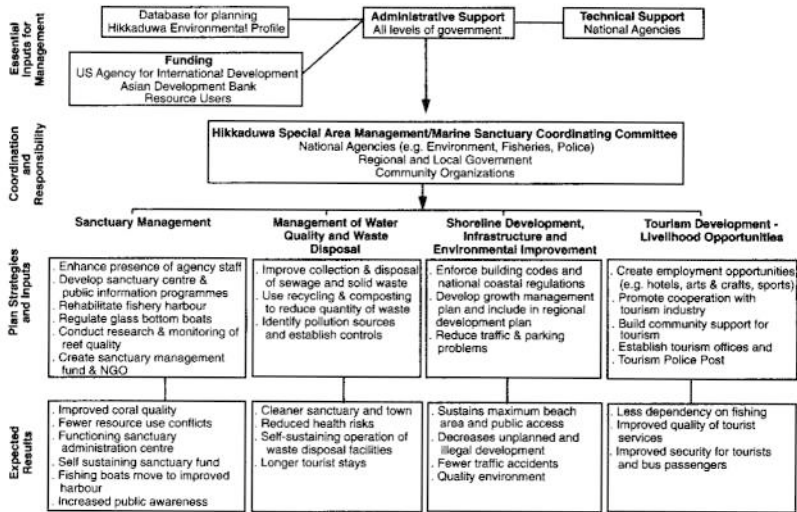 Essential
Inputs for
Management
Database for planning
Hikkaduwa Environmental Profile
Administrative Support
All levels of government
Technical Support
National Agencies
Funding
US Agency for International Development
Asian Development Bank
Resource Users
Coordination
and
Responsibility
Hikkaduwa Special Area Management/Marine Sanctuary Coordinating Committee
National Agencies (e.g. Environment, Fisheries, Police)
Regional and Local Government
Community Organizations
Plan Strategies
and Inputs
Sanctuary Management
. Enhance presence of agency staff
. Develop sanctuary centre &
public information programmes
. Rehabilitate fishery harbour
. Regulate glass bottom boats
. Conduct research & monitoring of
reef quality
. Create sanctuary management
fund & NGO
Management of Water
Quality and Waste
Disposal
. Improve collection & disposal
of sewage and solid waste
. Use recycling & composting
to reduce quantity of waste
. Identify pollution sources
and establish controls
Shoreline Development,
Infrastructure and
Environmental Improvement
. Enforce building codes and
national coastal regulations
. Develop growth management
plan and include in regional
development plan
. Reduce traffic & parking
problems
Tourism Development -
Livelihood Opportunities
. Create employment opportunities
(e.g. hotels, arts & crafts, sports)
. Promote cooperation with
tourism industry
. Build community support for
tourism
. Establish tourism offices and
. Tourism Police Post
Expected
Results
. Improved coral quality
. Fewer resource use conflicts
. Functioning sanctuary
administration centre
. Self sustaining sanctuary fund
. Fishing boats move to improved
harbour
. Increased public awareness
. Cleaner sanctuary and town
. Reduced health risks
. Self-sustaining operation of
waste disposal facilities
. Longer tourist stays
. Sustains maximum beach
area and public access
. Decreases unplanned and
illegal development
. Fewer traffic accidents
. Quality environment
. Less dependency on fishing
. Improved quality of tourist
services
. Improved security for tourists
and bus passengers